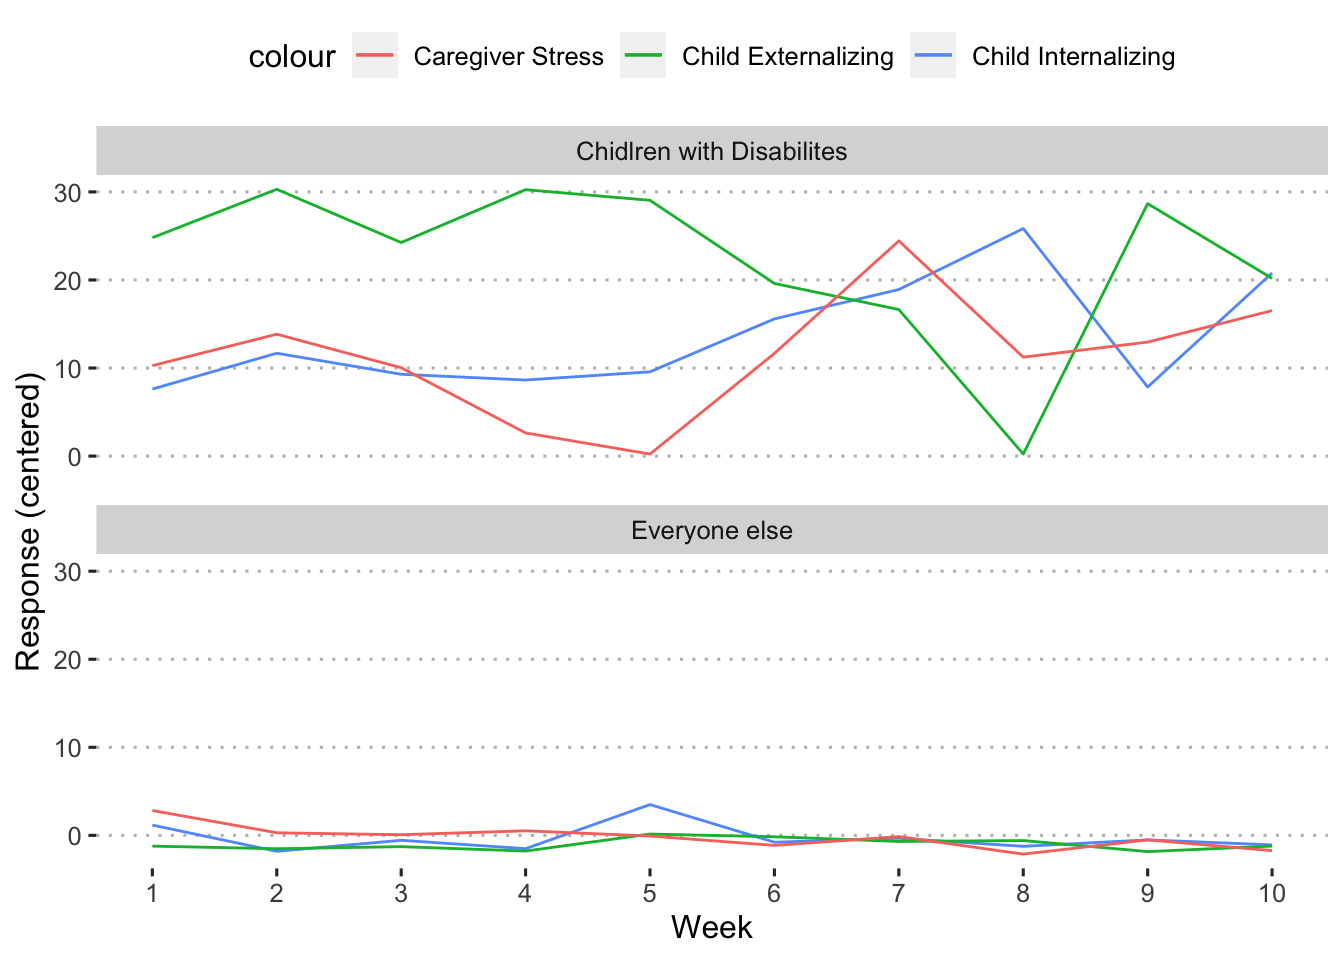 colour Caregiver Stress Child Externalizing Child Internalizing
Chidlren with Disabilites
30
20
10
0
Response (centered)
Everyone else
30
20
10
0
1 2 3 4 5 6 7 8 9 10
Week